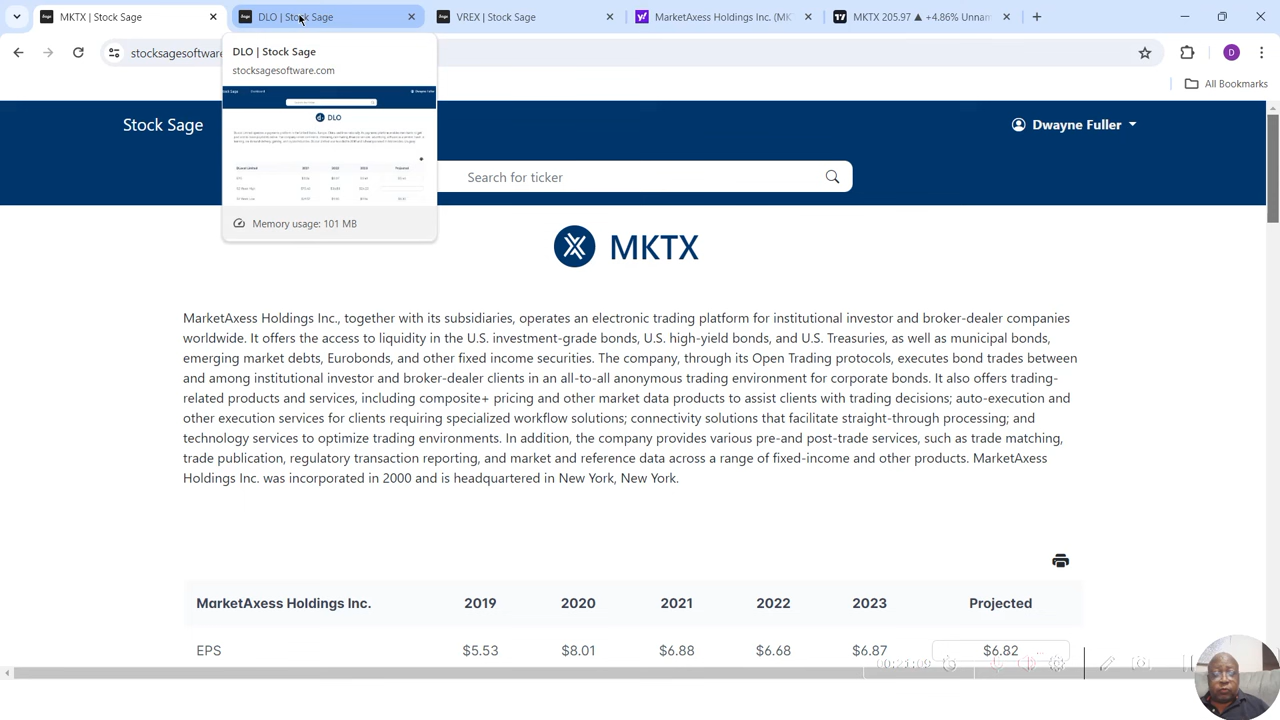 MKTX | Stock Sage
DLO | Stock Sage
VREX | Stock Sage
MarketAxess Holdings Inc. (MK
MKTX 205.97 ▲ +4.86% Unnam
stocksagesoftware
D
All Bookmarks
DLO | Stock Sage
stocksagesoftware.com
DLO
Memory usage: 101 MB
Stock Sage
Dwayne Fuller
Search for ticker
MKTX
MarketAxess Holdings Inc., together with its subsidiaries, operates an electronic trading platform for institutional investor and broker-dealer companies
worldwide. It offers the access to liquidity in the U.S. investment-grade bonds, U.S. high-yield bonds, and U.S. Treasuries, as well as municipal bonds,
emerging market debts, Eurobonds, and other fixed income securities. The company, through its Open Trading protocols, executes bond trades between
and among institutional investor and broker-dealer clients in an all-to-all anonymous trading environment for corporate bonds. It also offers trading-
related products and services, including composite+ pricing and other market data products to assist clients with trading decisions; auto-execution and
other execution services for clients requiring specialized workflow solutions; connectivity solutions that facilitate straight-through processing; and
technology services to optimize trading environments. In addition, the company provides various pre-and post-trade services, such as trade matching,
trade publication, regulatory transaction reporting, and market and reference data across a range of fixed-income and other products. MarketAxess
Holdings Inc. was incorporated in 2000 and is headquartered in New York, New York.
MarketAxess Holdings Inc. 2019 2020 2021 2022 2023 Projected
EPS $5.53 $8.01 $6.88 $6.68 $6.87 $6.82